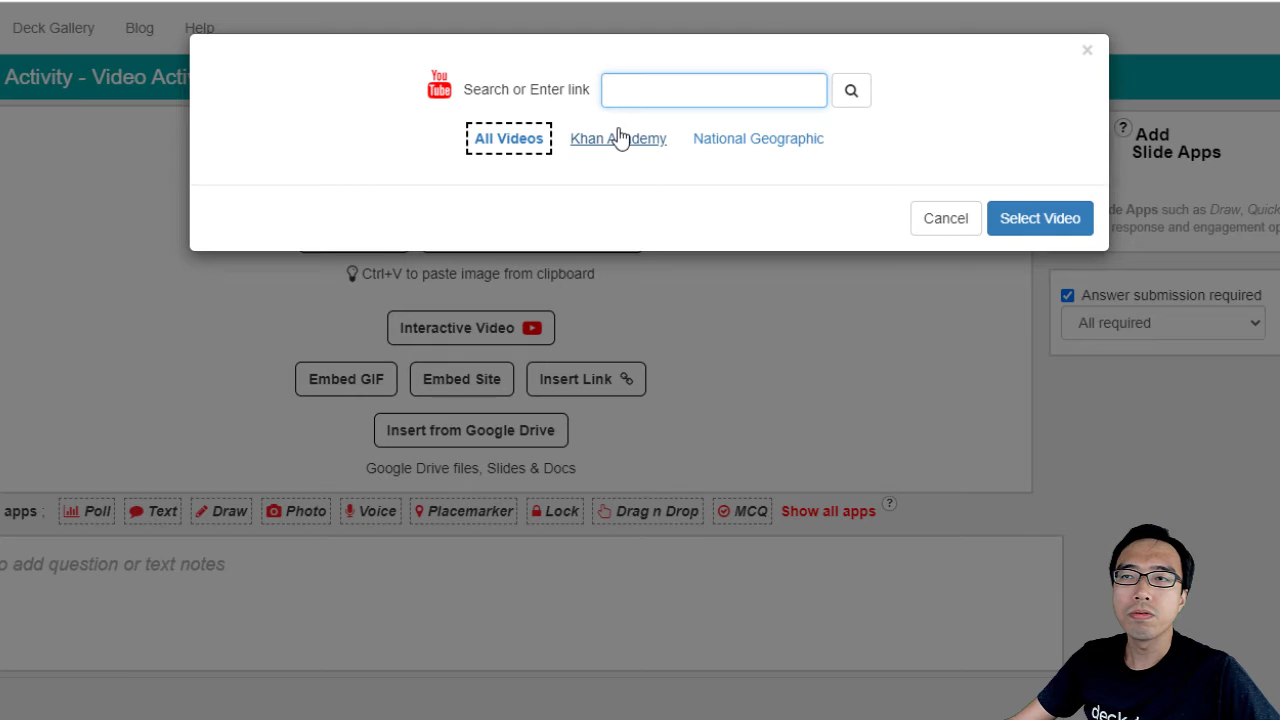 Deck Gallery Blog Help
×
Activity - Video Acti
You
Tube
Search or Enter link
All Videos Khan Academy National Geographic
Cancel Select Video
? Add
Slide Apps
de Apps such as Draw, Quick
response and engagement op
Ctrl+V to paste image from clipboard
Answer submission required
All required
Interactive Video
Embed GIF Embed Site Insert Link
Insert from Google Drive
Google Drive files, Slides & Docs
apps : Poll Text Draw Photo Voice Placemarker Lock Drag n Drop MCQ Show all apps ?
o add question or text notes